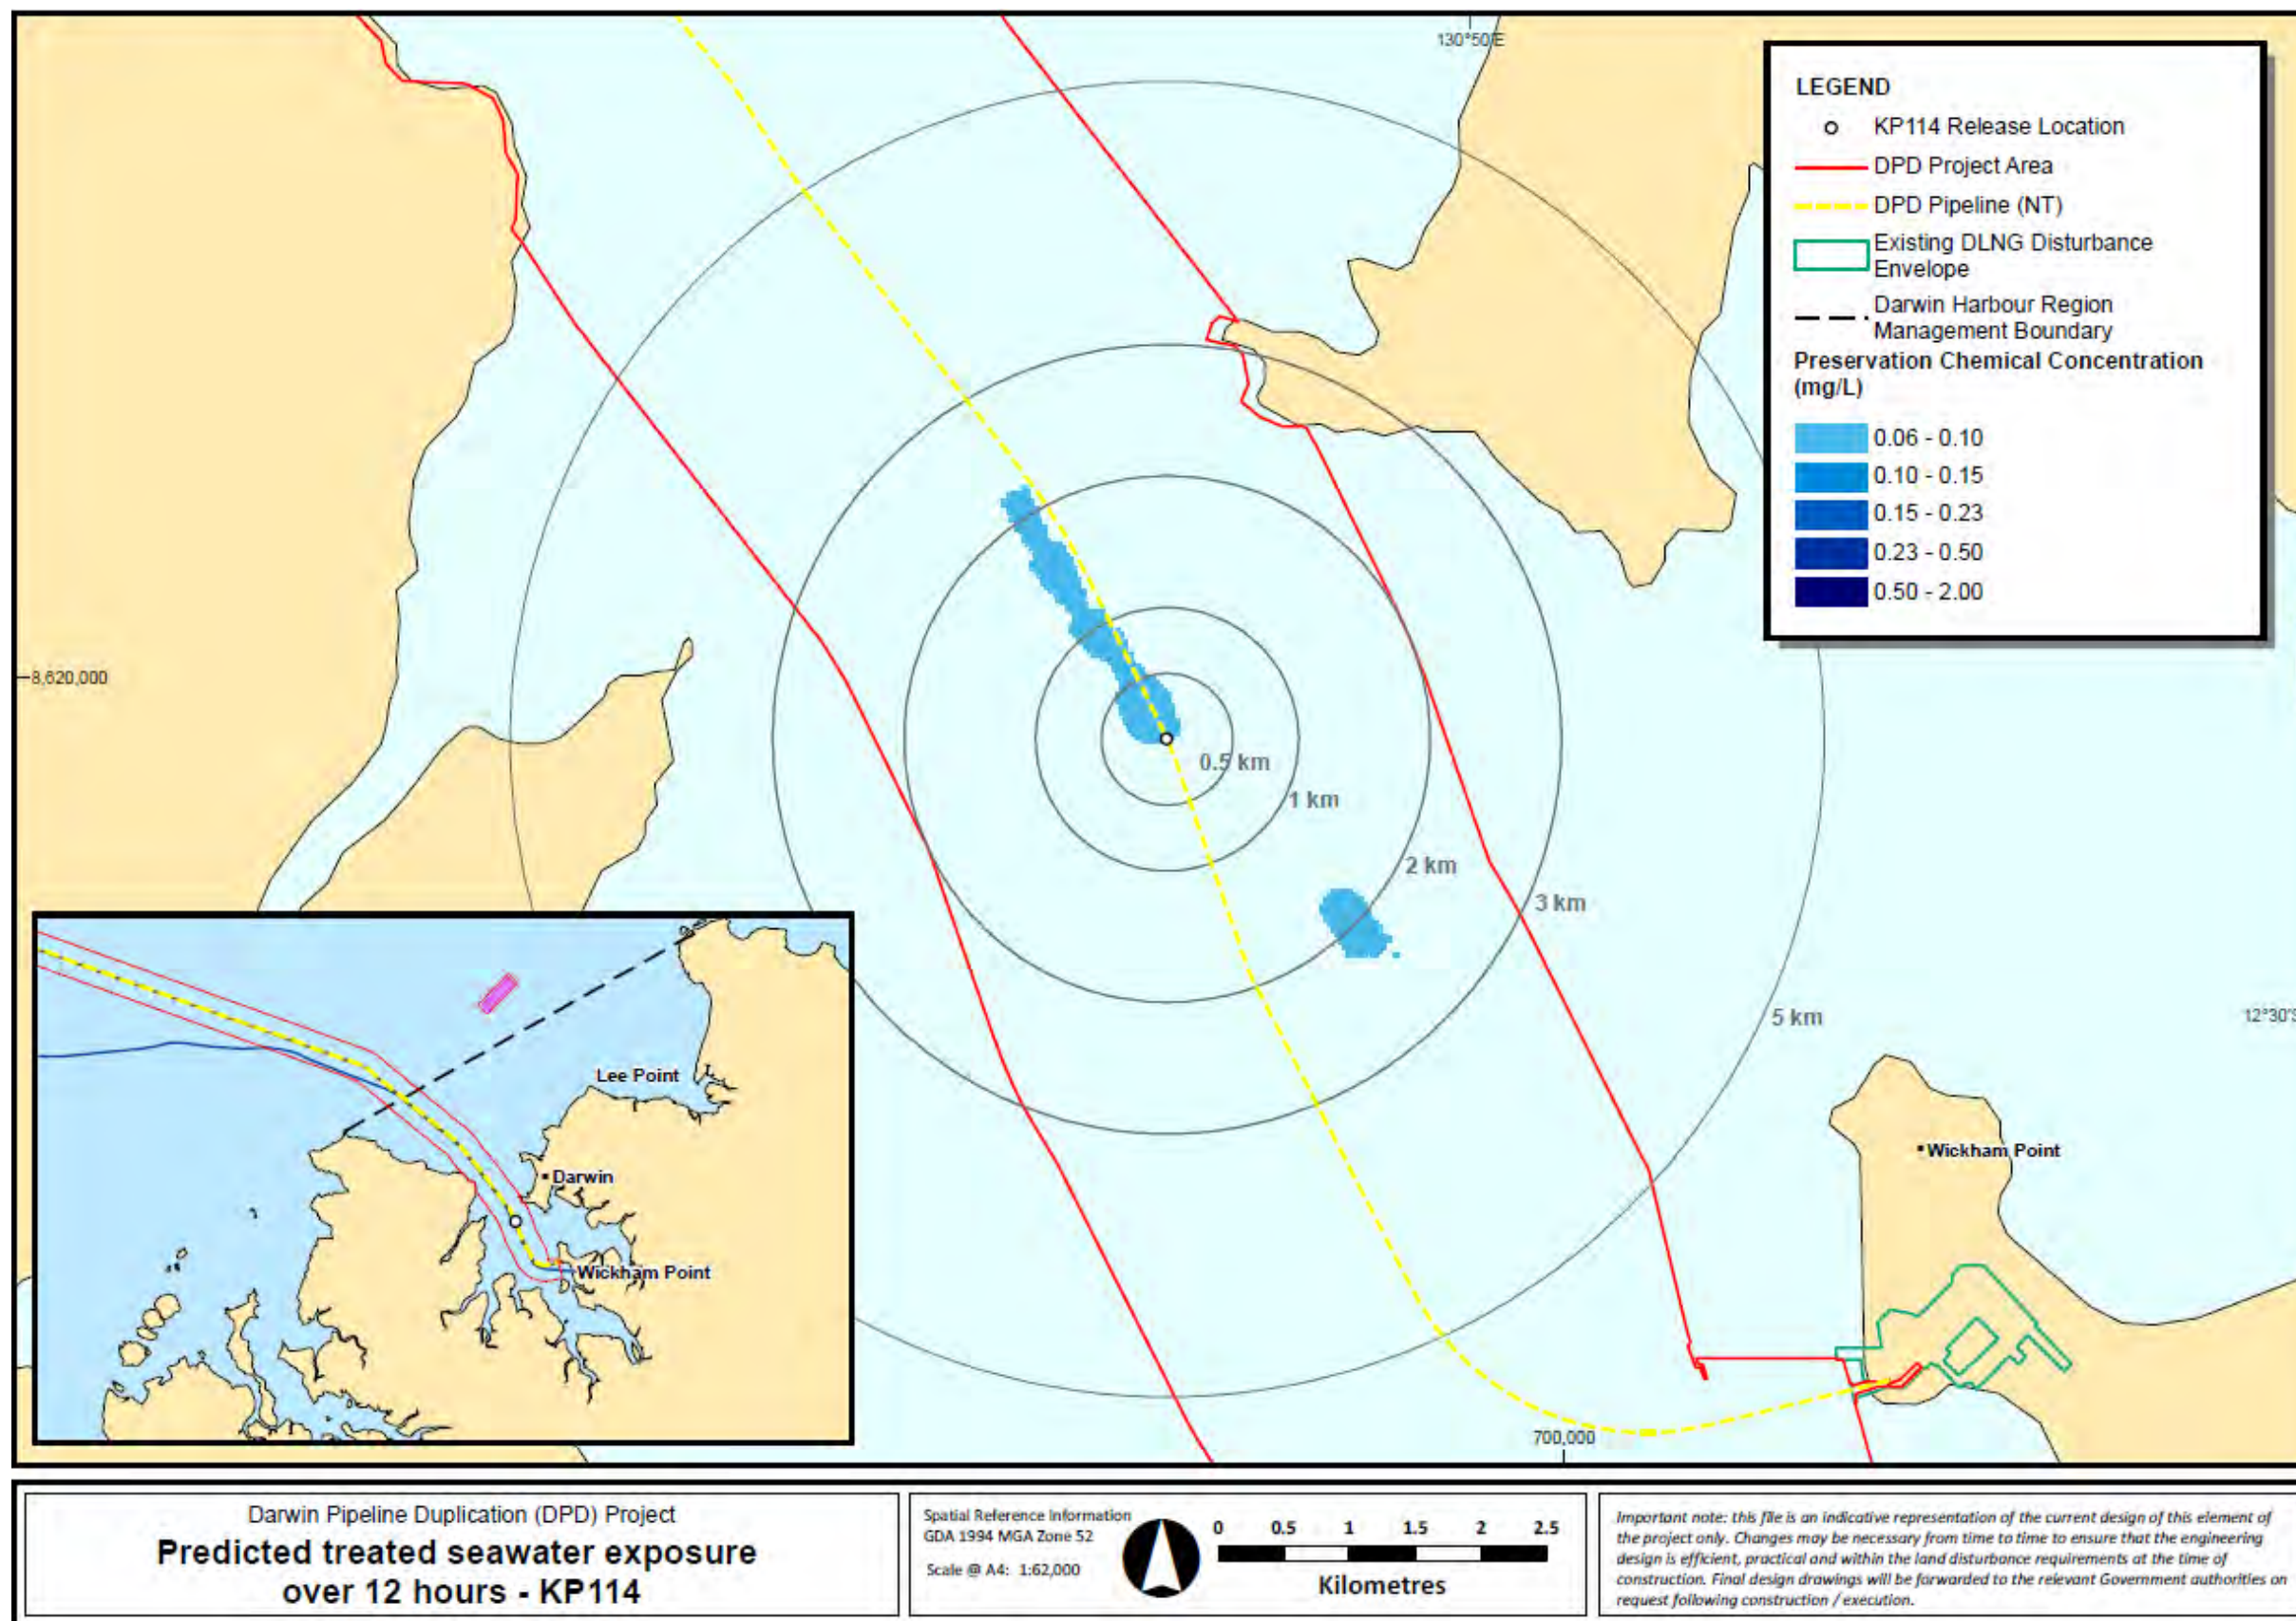 130°50'E
LEGEND
KP114 Release Location
DPD Project Area
DPD Pipeline (NT)
Existing DLNG Disturbance
Envelope
Darwin Harbour Region
Management Boundary
Preservation Chemical Concentration
(mg/L)
0.06 - 0.10
0.10 - 0.15
0.15 - 0.23
0.23 - 0.50
0.50 - 2.00
8,620,000
0.5 km
1 km
2 km
3 km
5 km
12°30'S
Wickham Point
700,000
Lee Point
Darwin
Wickham Point
Darwin Pipeline Duplication (DPD) Project
Predicted treated seawater exposure
over 12 hours - KP114
Spatial Reference Information
GDA 1994 MGA Zone 52
Scale @ A4: 1:62,000
0 0.5 1 1.5 2 2.5
Kilometres
Important note: this file is an indicative representation of the current design of this element of
the project only. Changes may be necessary from time to time to ensure that the engineering
design is efficient, practical and within the land disturbance requirements at the time of
construction. Final design drawings will be forwarded to the relevant Government authorities on
request following construction / execution.